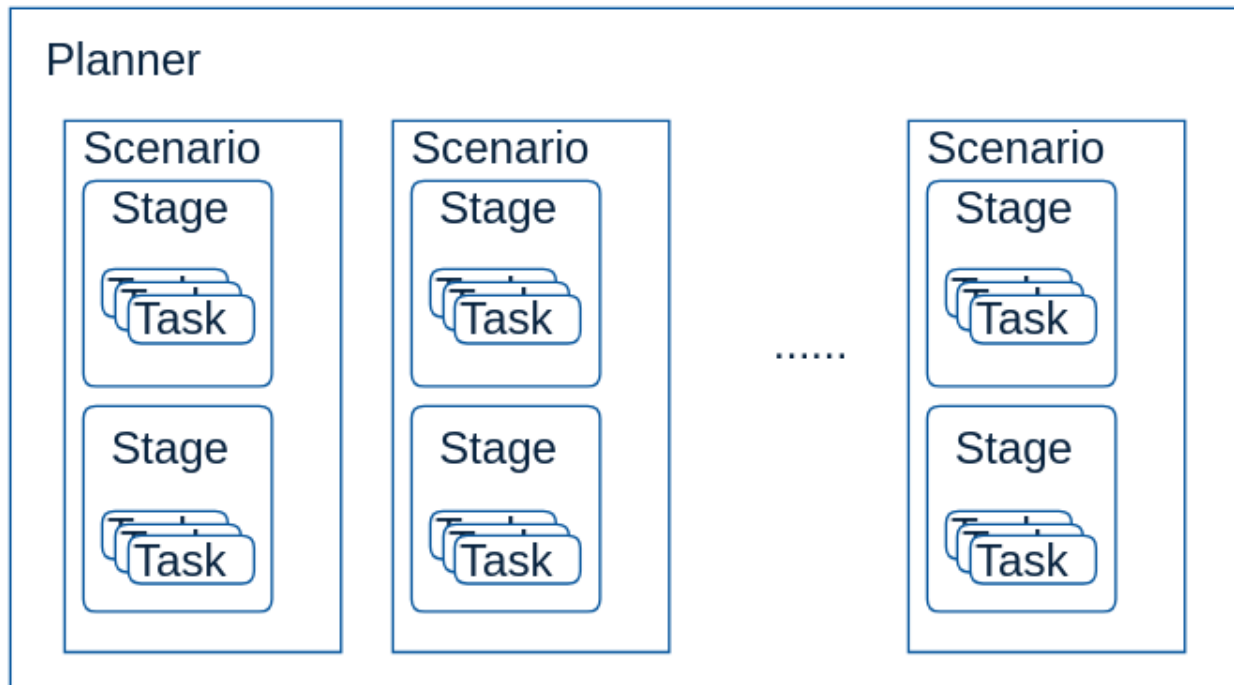 Planner
Scenario
Stage
Task
Stage
Task
Scenario
Stage
Task
Stage
Task
......
Scenario
Stage
Task
Stage
Task